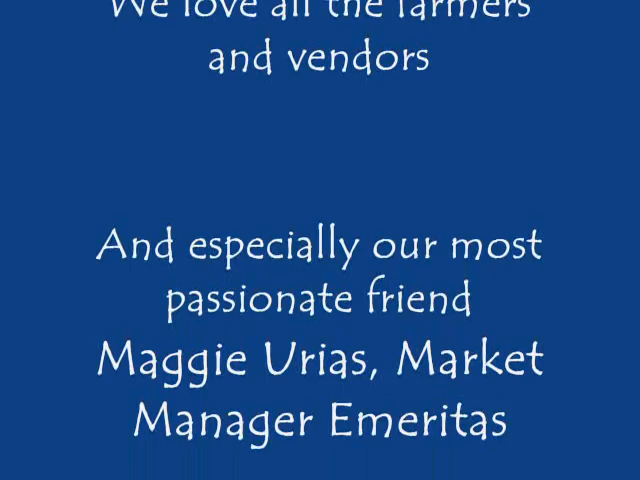 We love all the farmers
and vendors
And especially our most
passionate friend
Maggie Urias, Market
Manager Emeritas